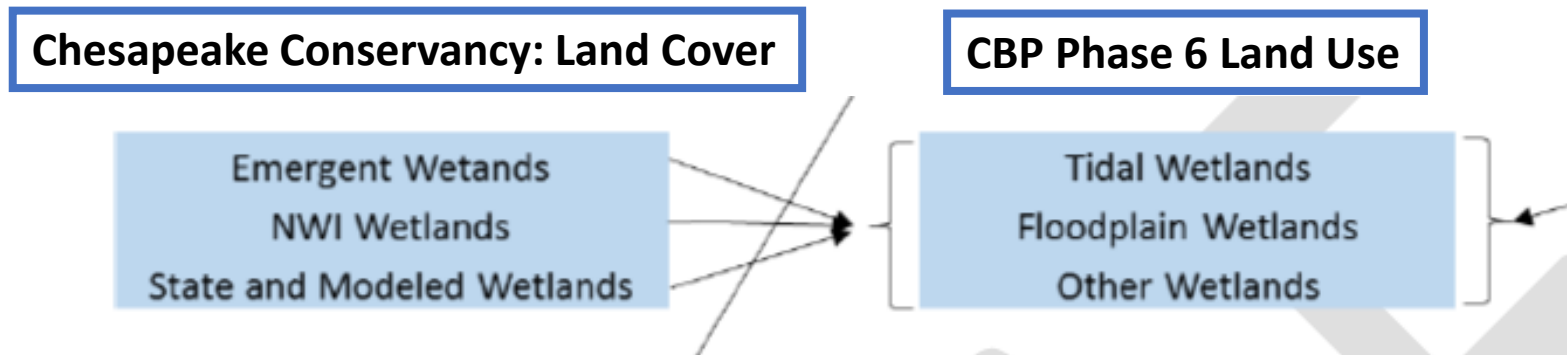 Chesapeake Conservancy: Land Cover
CBP Phase 6 Land Use
Emergent Wetands
NWI Wetlands
State and Modeled Wetlands
Tidal Wetlands
Floodplain Wetlands
Other Wetlands